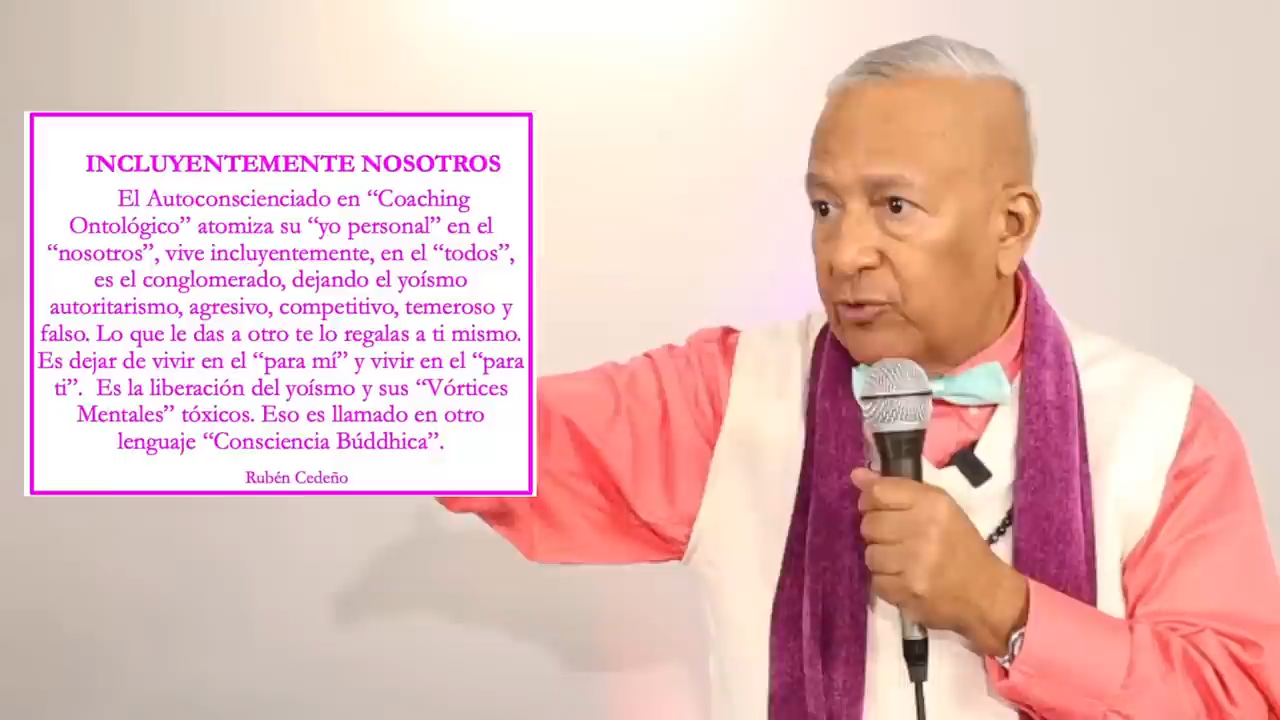 INCLUYENTEMENTE NOSOTROS
El Autoconscienciado en “Coaching
Ontológico” atomiza su “yo personal” en el
“nosotros”, vive incluyentemente, en el “todos”,
es el conglomerado, dejando el yoísmo
autoritarismo, agresivo, competitivo, temeroso y
falso. Lo que le das a otro te lo regalas a ti mismo.
Es dejar de vivir en el “para mí” y vivir en el “para
ti”.  Es la liberación del yoísmo y sus “Vórtices
Mentales” tóxicos. Eso es llamado en otro
lenguaje “Consciencia Búddhica”.
Rubén Cedeño